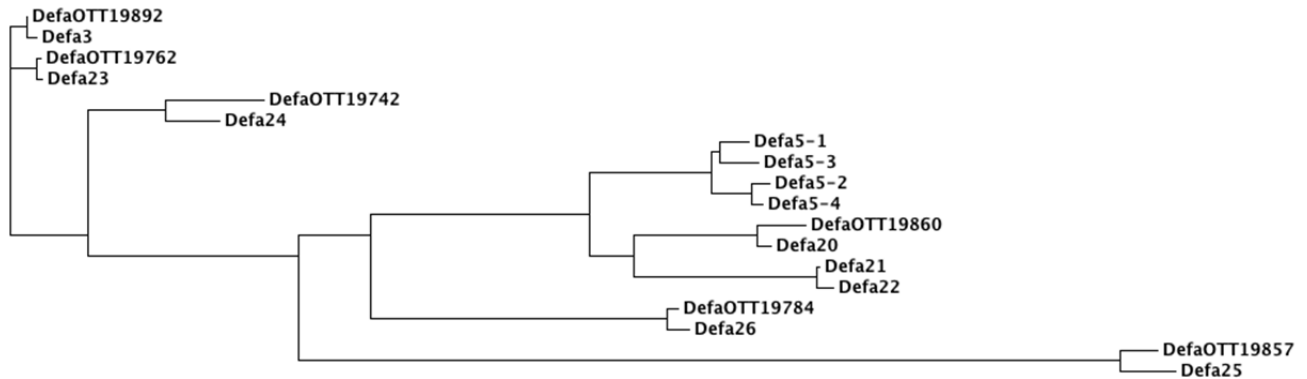 DefaOTT19892
Defa3
DefaOTT19762
Defa23
DefaOTT19742
Defa24
Defa5-1
Defa5-3
Defa5-2
Defa5-4
DefaOTT19860
Defa20
Defa21
Defa22
DefaOTT19784
Defa26
DefaOTT19857
Defa25